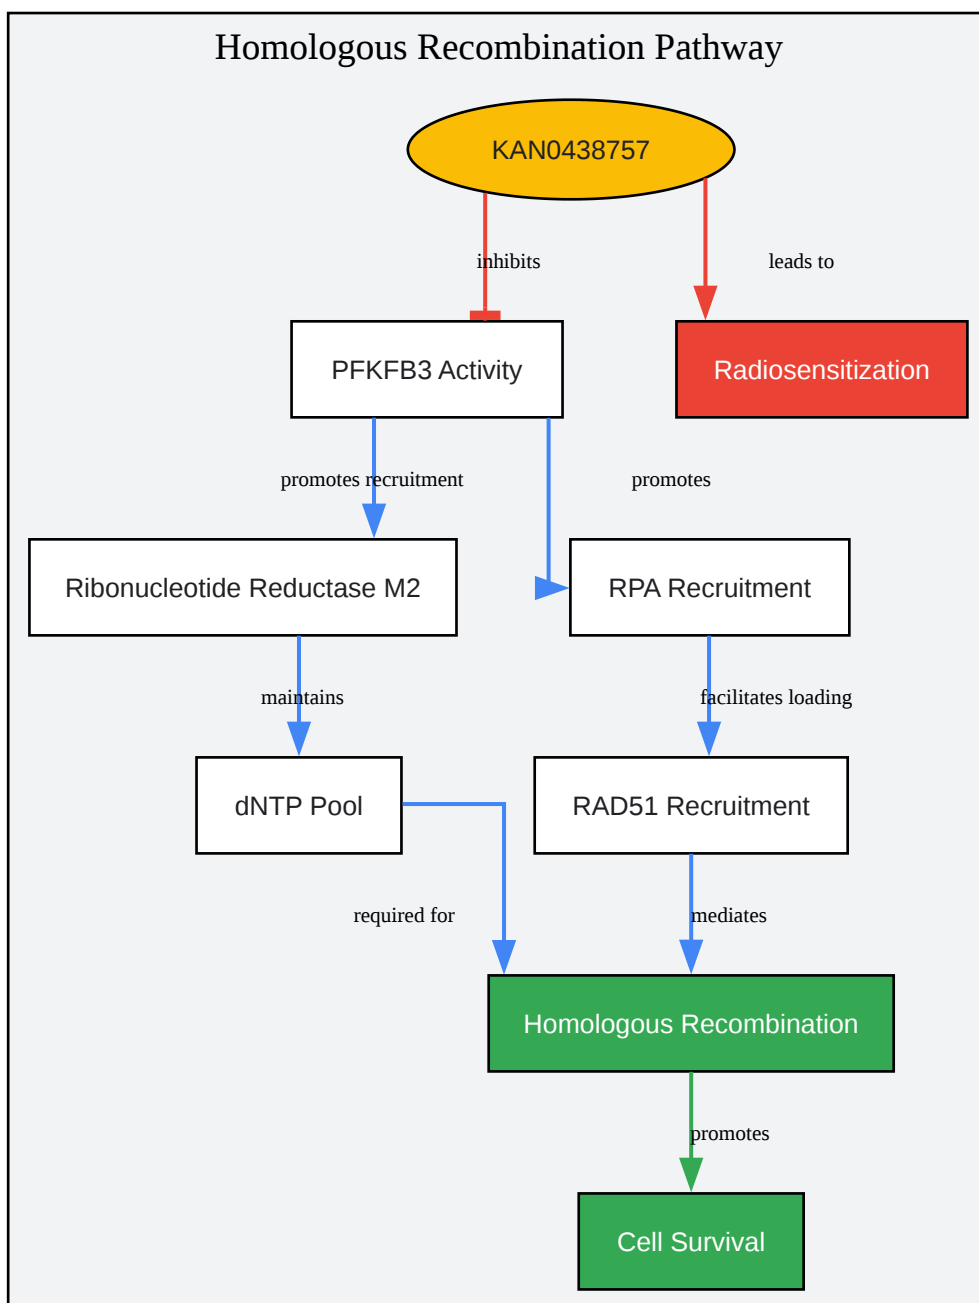 Homologous Recombination Pathway
KAN0438757
inhibits
leads to
PFKFB3 Activity
Radiosensitization
promotes recruitment
promotes
Ribonucleotide Reductase M2
RPA Recruitment
maintains
facilitates loading
dNTP Pool
RAD51 Recruitment
required for
mediates
Homologous Recombination
promotes
Cell Survival